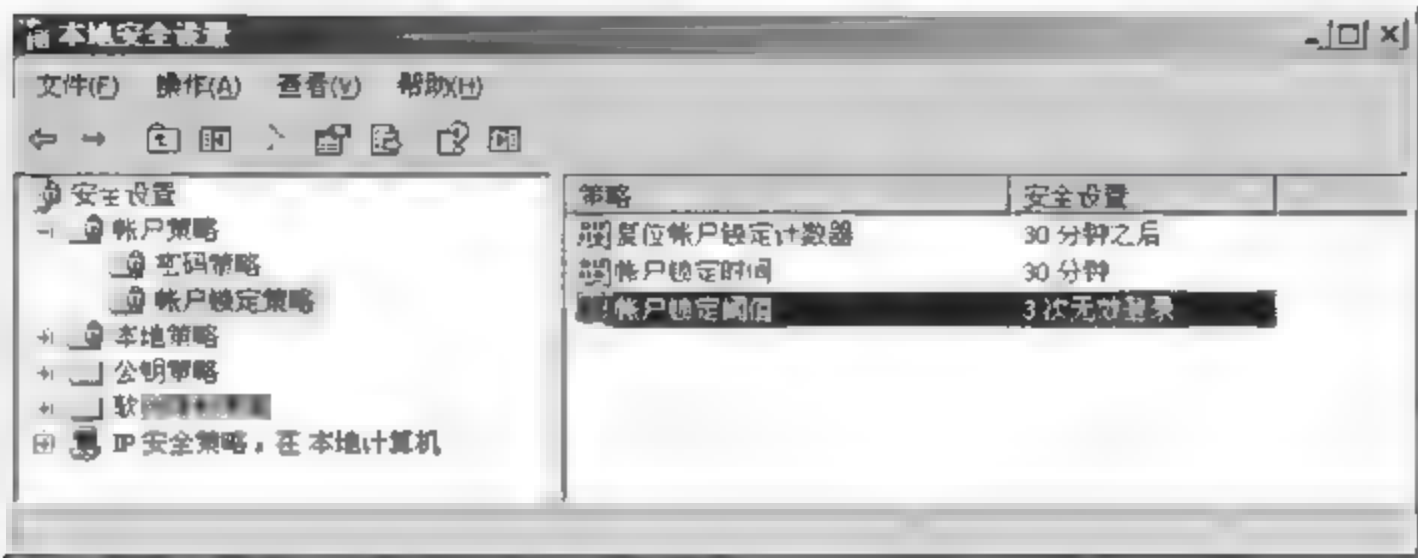 本地安全设置
文件(F) 操作(A) 查看(V) 帮助(H)
安全设置
帐户策略
密码策略
帐户锁定策略
本地策略
公钥策略
软
IP 安全策略，在 本地计算机
策略 安全设置
复位帐户锁定计数器 30 分钟之后
帐户锁定时间 30 分钟
帐户锁定阈值 3 次无效登录